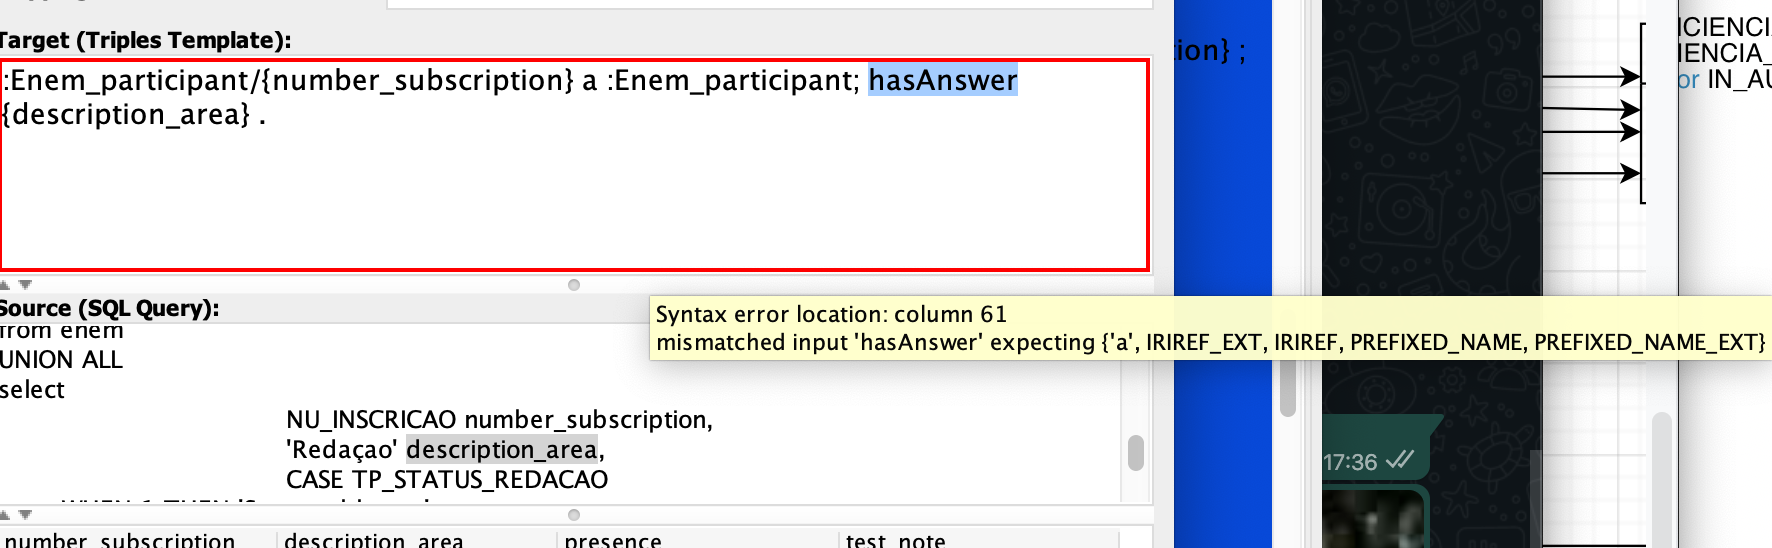 Target (Triples Template):
:Enem_participant/{number_subscription} a :Enem_participant; hasAnswer
{description_area} .
ion} ;
Source (SQL Query):
from enem
UNION ALL
select
NU_INSCRICAO number_subscription,
'Redaçao' description_area,
CASE TP_STATUS_REDACAO
Syntax error location: column 61
mismatched input 'hasAnswer' expecting {'a', IRIREF_EXT, IRIREF, PREFIXED_NAME, PREFIXED_NAME_EXT}
number_subscription description_area presence test_note
17:36
ICIENCI
IENCIA_
or IN_AU